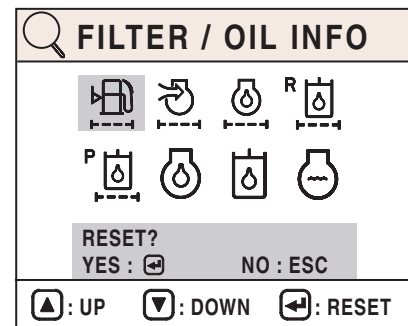 FILTER / OIL INFO
R
P
RESET?
YES : NO : ESC
: UP : DOWN : RESET